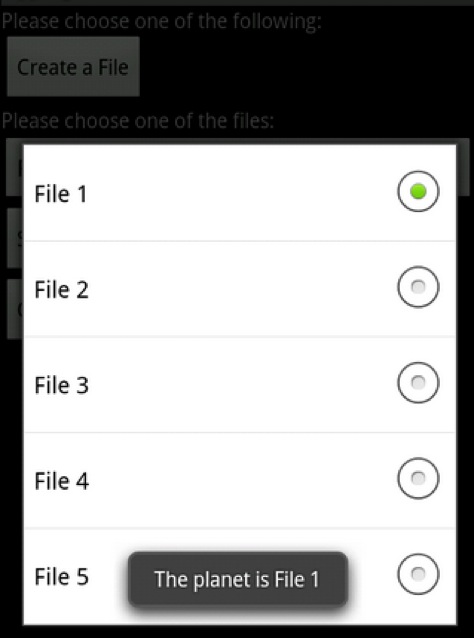 Please choose one of the following:
Create a File
Please choose one of the files:
File 1
File 2
File 3
File 4
File 5
The planet is File 1